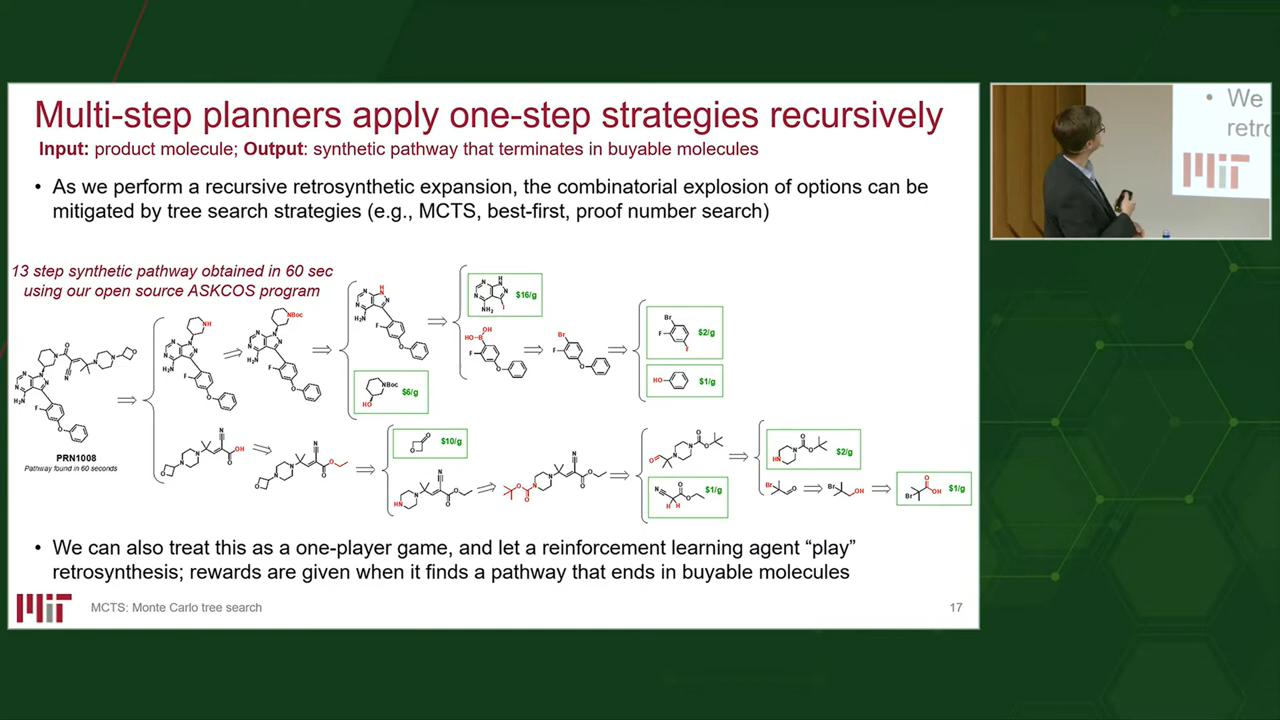 Multi-step planners apply one-step strategies recursively
Input: product molecule; Output: synthetic pathway that terminates in buyable molecules
• As we perform a recursive retrosynthetic expansion, the combinatorial explosion of options can be
mitigated by tree search strategies (e.g., MCTS, best-first, proof number search)
13 step synthetic pathway obtained in 60 sec
using our open source ASKCOS program
PRN1008
Pathway found in 60 seconds
NBoc
$16/g
NBoc
$6/g
$2/g
$1/g
$10/g
$1/g
$2/g
$1/g
• We can also treat this as a one-player game, and let a reinforcement learning agent “play”
retrosynthesis; rewards are given when it finds a pathway that ends in buyable molecules
MIT
MCTS: Monte Carlo tree search
17
• We
retro
MIT